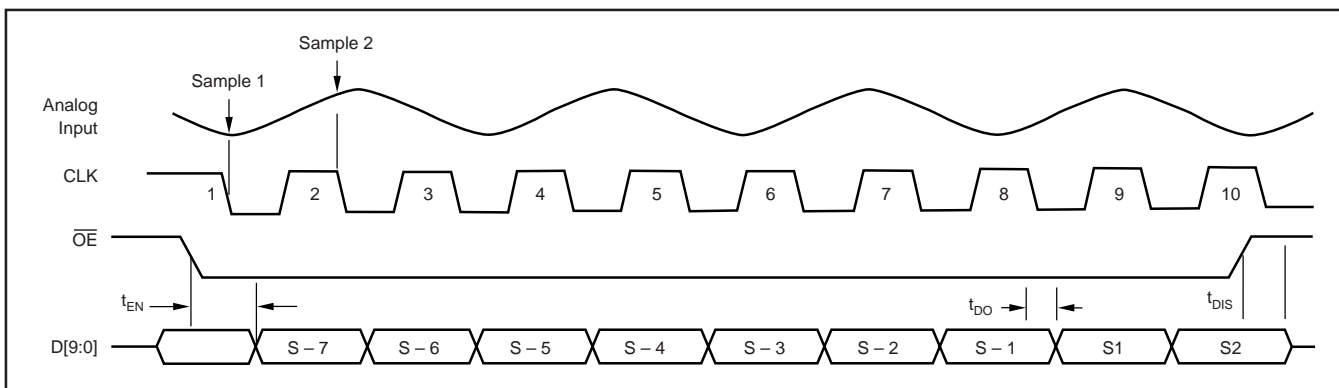 Sample 2
Sample 1
Analog
Input
CLK
1 2 3 4 5 6 7 8 9 10
OE
tEN
tDO
tDIS
D[9:0]
S – 7 S – 6 S – 5 S – 4 S – 3 S – 2 S – 1 S1 S2